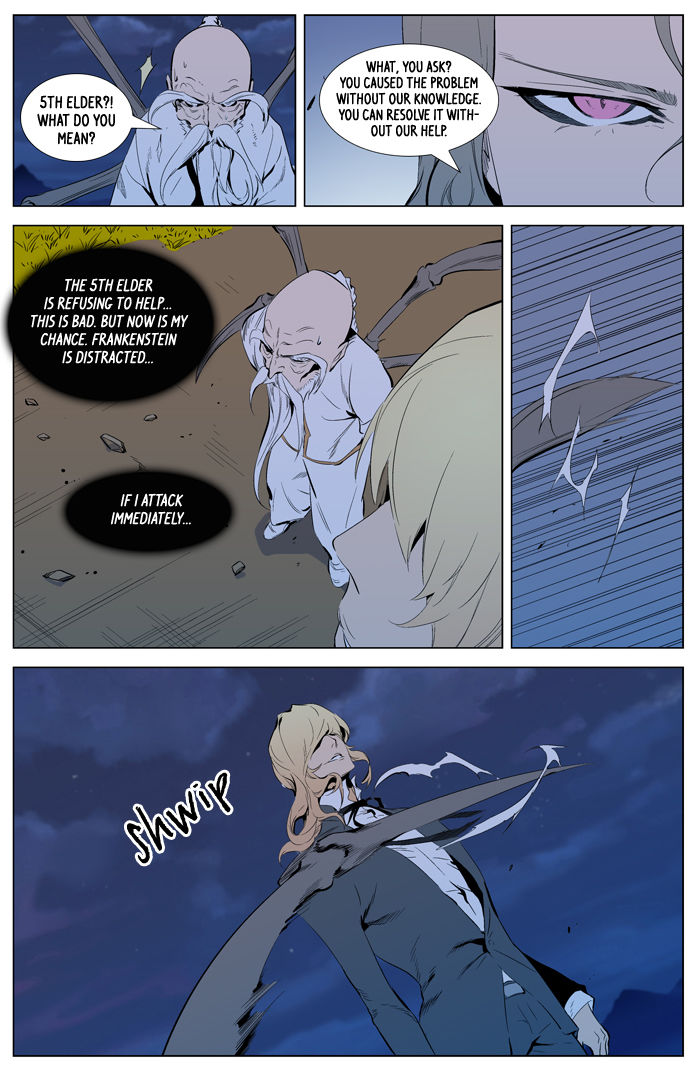 5TH ELDER?!
WHAT DO YOU
MEAN?
WHAT, YOU ASK?
YOU CAUSED THE PROBLEM
WITHOUT OUR KNOWLEDGE.
YOU CAN RESOLVE IT WITH-
OUT OUR HELP.
THE 5TH ELDER
IS REFUSING TO HELP...
THIS IS BAD. BUT NOW IS MY
CHANCE. FRANKENSTEIN
IS DISTRACTED...
IF I ATTACK
IMMEDIATELY...
shwip